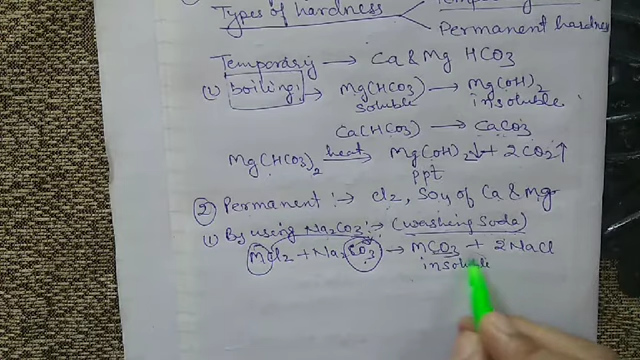 Types of hardness
Permanent hardness
Temporary → Ca & Mg HCO3
(1) Boiling: → Mg(HCO3) → Mg(OH)2
soluble insoluble
Ca(HCO3) → CaCO3
Mg(HCO3)2 heat→ Mg(OH)2↓ + 2CO2↑
ppt
(2) Permanent :→ Cl2, SO4 of Ca & Mg
(1) By using Na2CO3 :→ (washing soda)
MCl2 + Na2CO3 → MCO3 + 2NaCl
insoluble